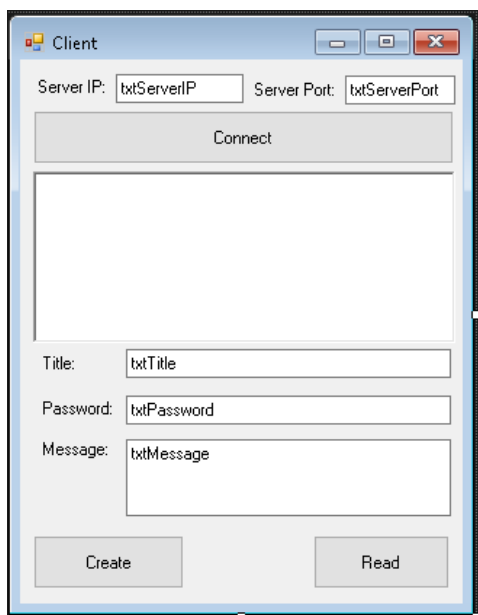 Client
Server IP: txtServerIP Server Port: txtServerPort
Connect
Title: txtTitle
Password: txtPassword
Message: txtMessage
Create Read